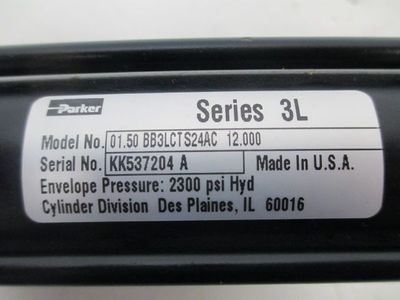 Parker Series 3L
Model No. 01.50 BB3LCTS24AC 12.000
Serial No. KK537204 A Made In U.S.A.
Envelope Pressure: 2300 psi Hyd
Cylinder Division Des Plaines, IL 60016